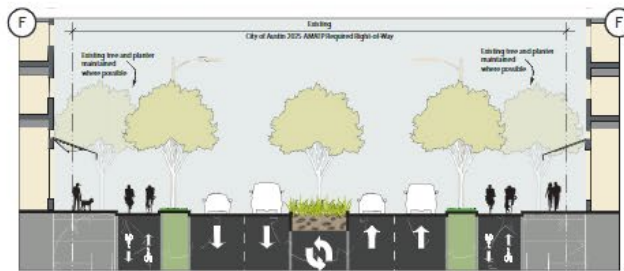 F
Existing
F
City of Austin 2025 AMATP Required Right-of-Way
Existing tree and planter
maintained
where possible
Existing tree and planter
maintained
where possible